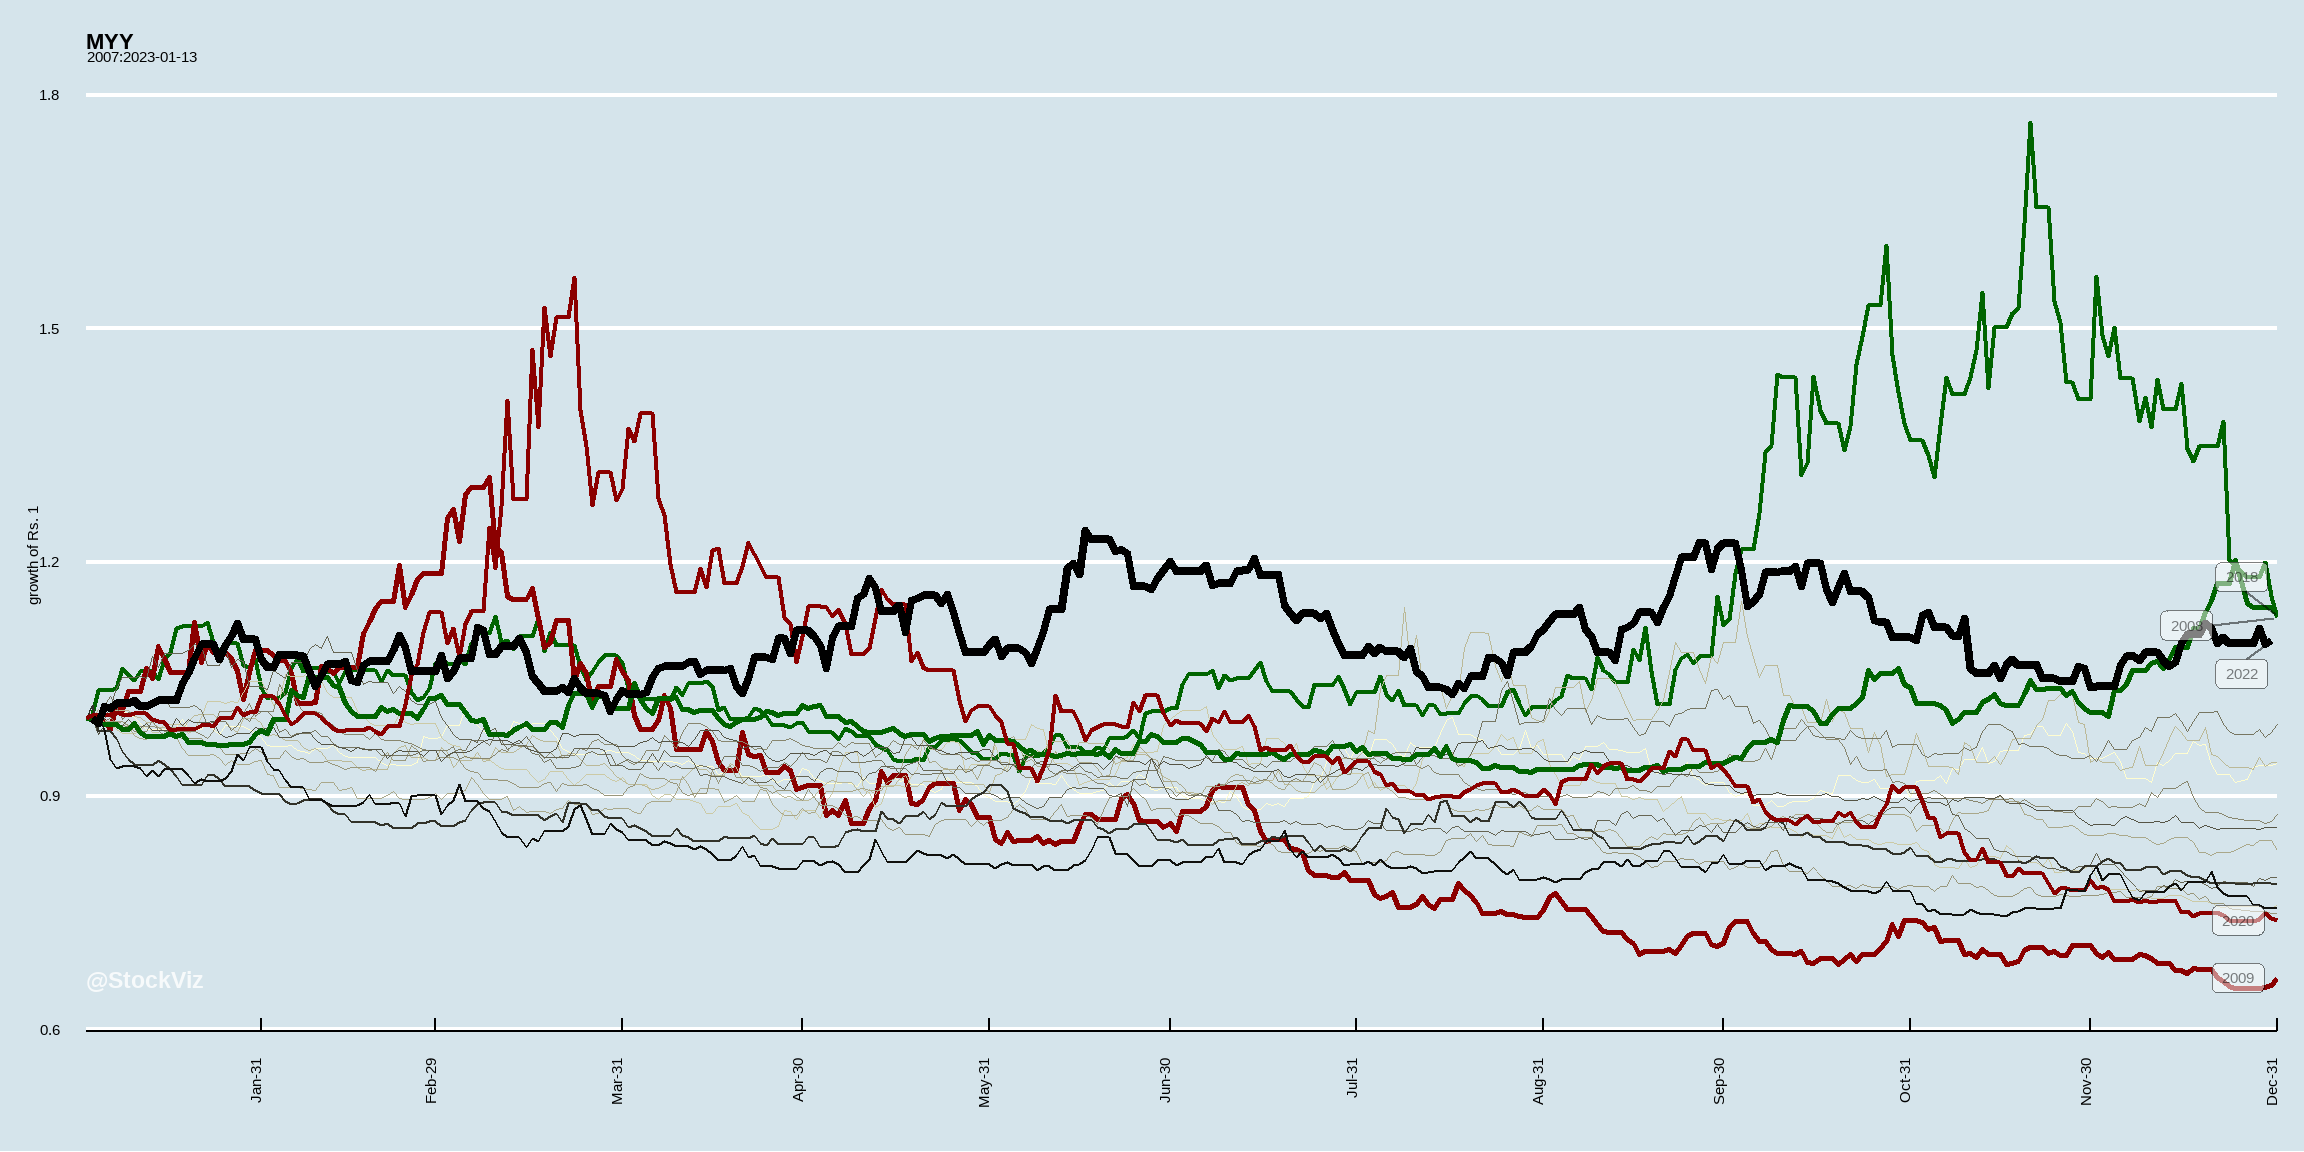 MYY
2007:2023-01-13
growth of Rs. 1
1.8
1.5
1.2
0.9
0.6
2018
2008
2022
2020
2009
@StockViz
Jan-31
Feb-29
Mar-31
Apr-30
May-31
Jun-30
Jul-31
Aug-31
Sep-30
Oct-31
Nov-30
Dec-31